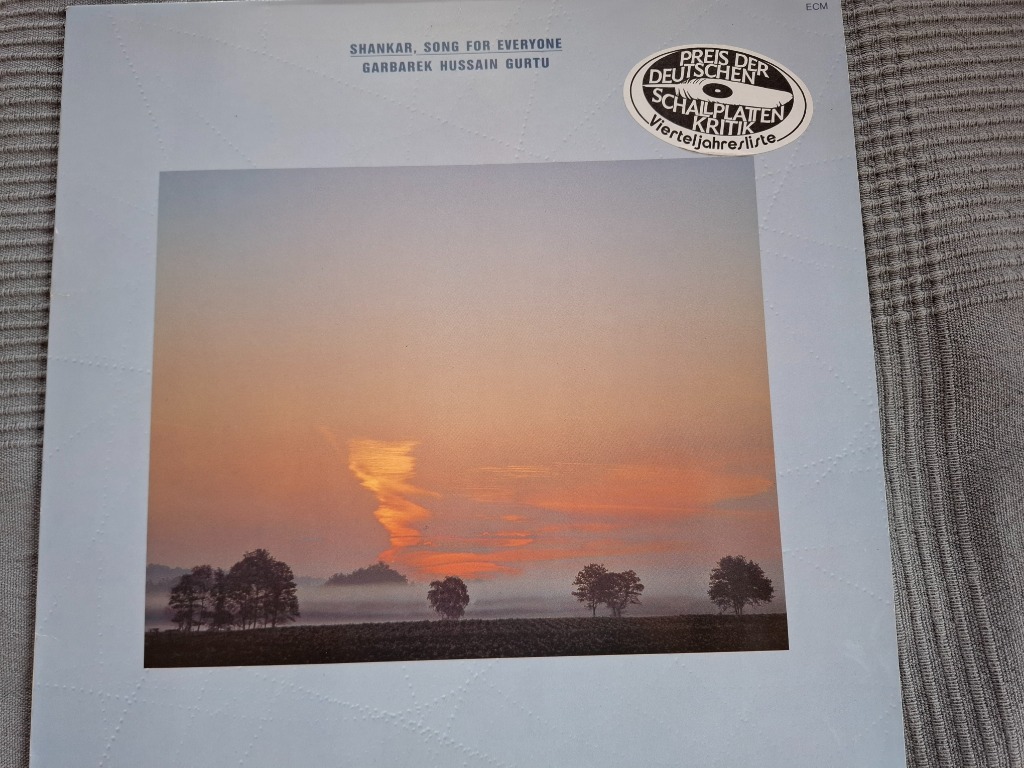 ECM
SHANKAR, SONG FOR EVERYONE
GARBAREK HUSSAIN GURTU
PREIS DER
DEUTSCHEN
SCHALLPLATTEN
KRITIK
Vierteljahresliste